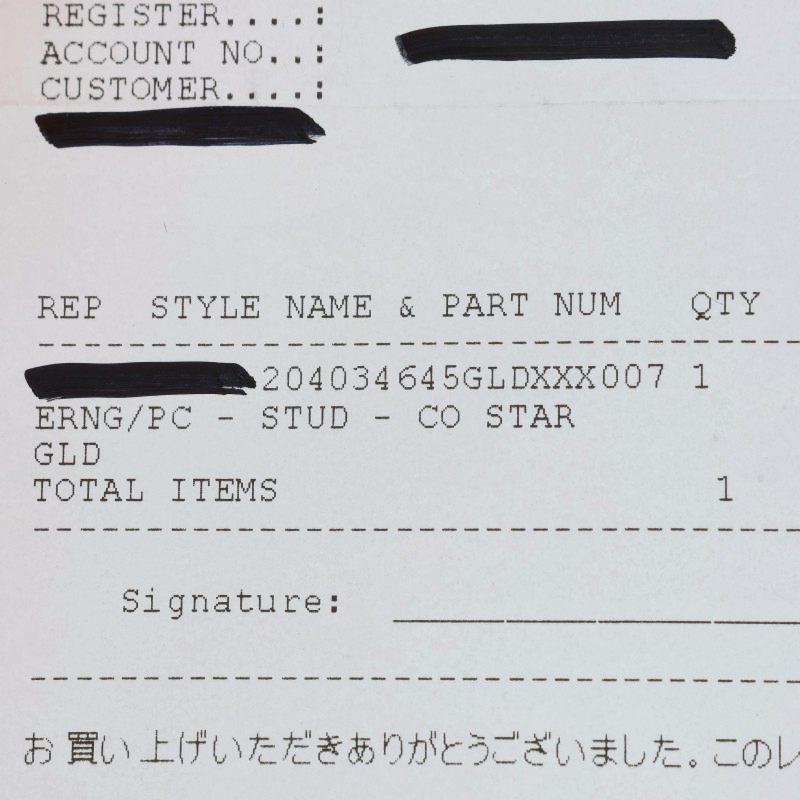 REGISTER....:
ACCOUNT NO..:
CUSTOMER....:
REP STYLE NAME & PART NUM QTY
204034645GLDXXX007 1
ERNG/PC - STUD - CO STAR
GLD
TOTAL ITEMS 1
Signature:
お買い上げいただきありがとうございました。このレ